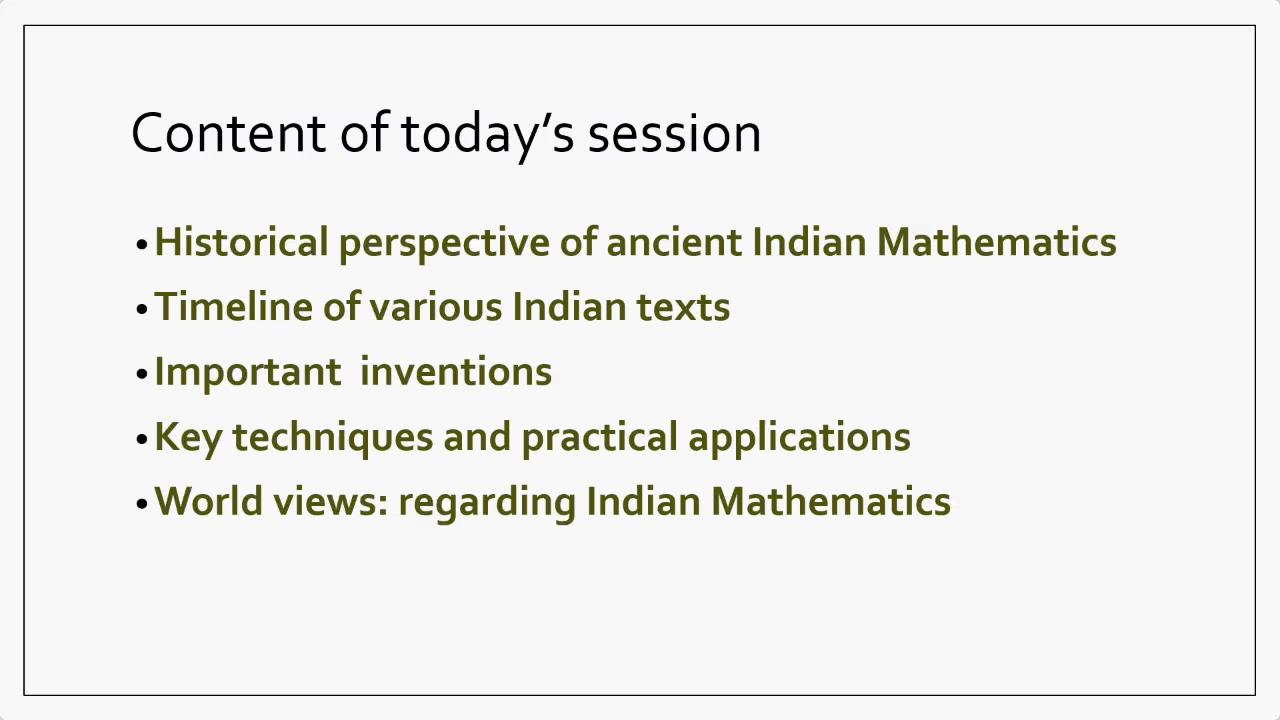 Content of today’s session
• Historical perspective of ancient Indian Mathematics
• Timeline of various Indian texts
• Important  inventions
• Key techniques and practical applications
• World views: regarding Indian Mathematics